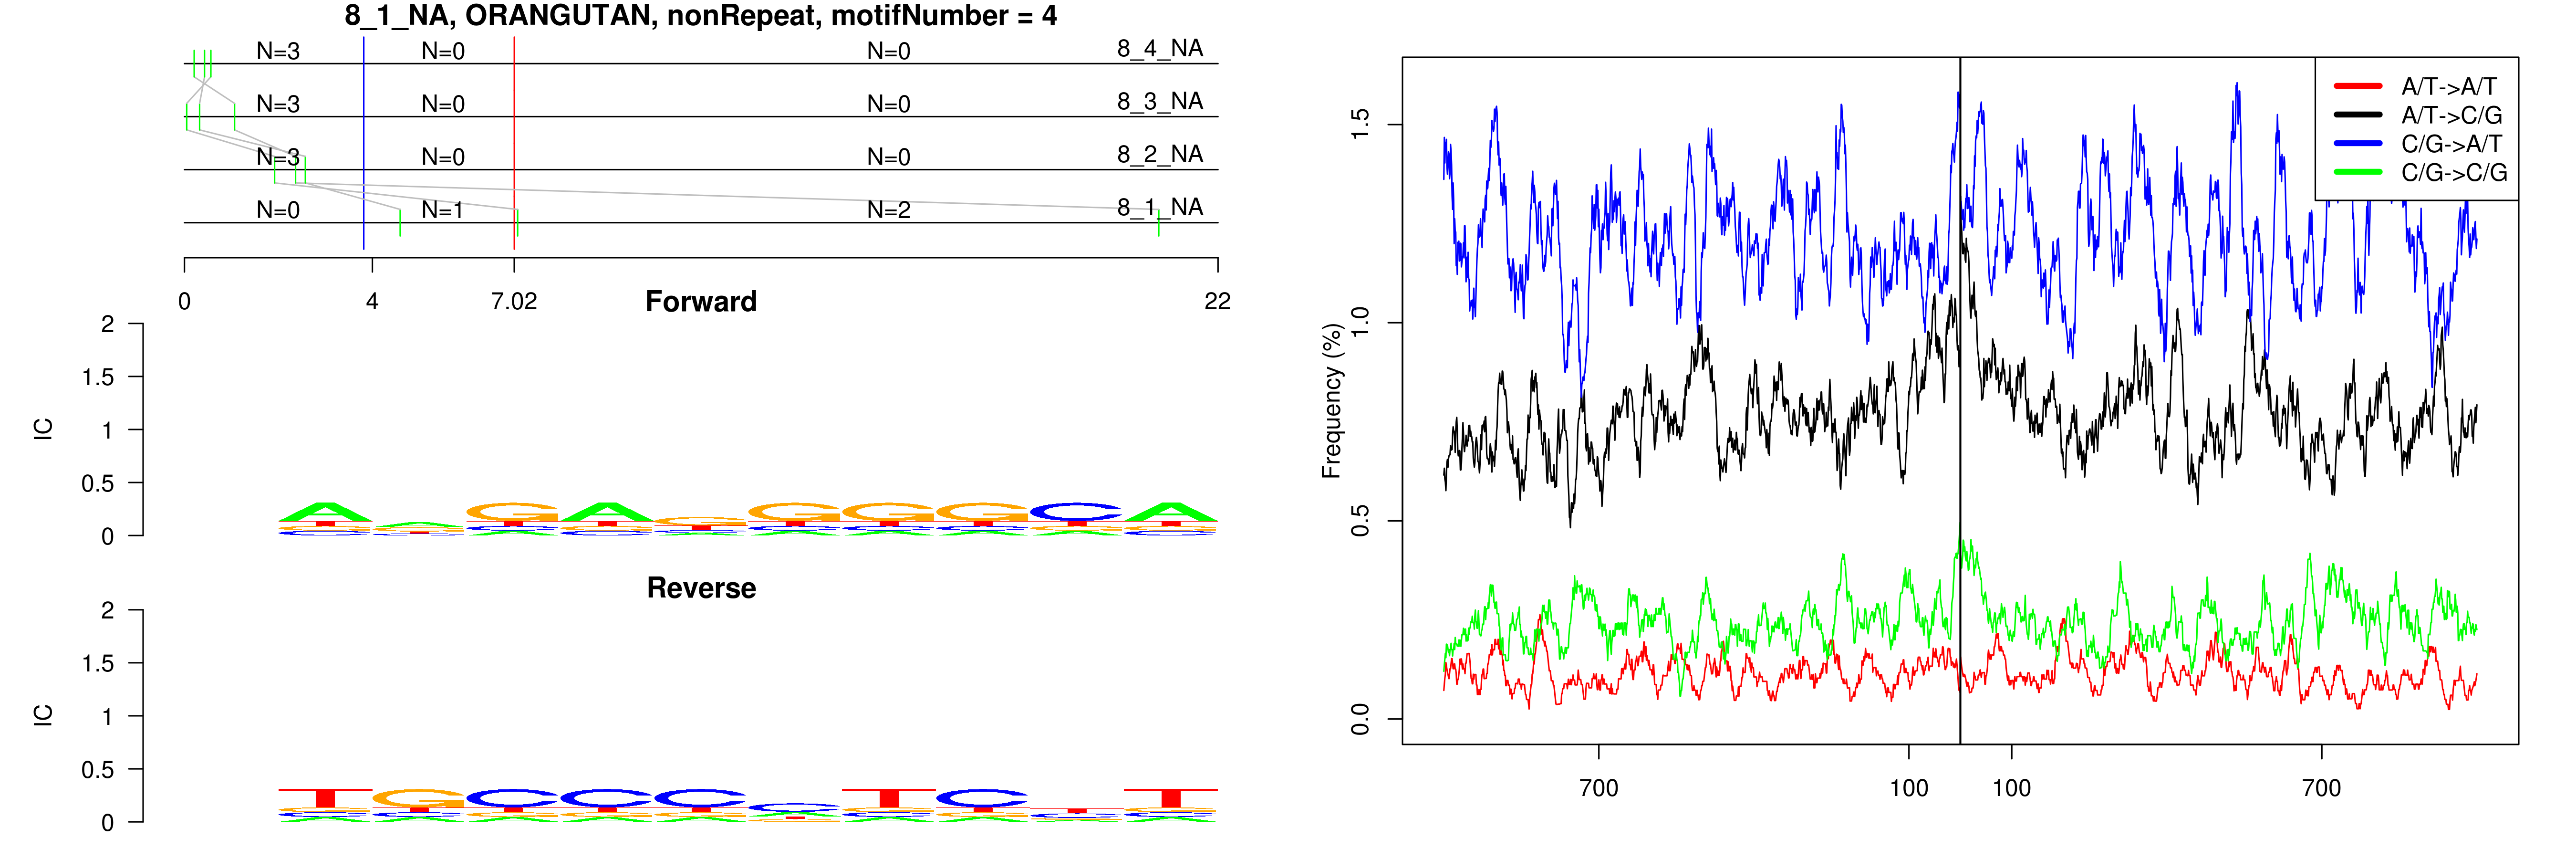 8_1_NA, ORANGUTAN, nonRepeat, motifNumber = 4
N=3 N=0 N=0 8_4_NA
N=3 N=0 N=0 8_3_NA
N=3 N=0 N=0 8_2_NA
N=0 N=1 N=2 8_1_NA
0 4 7.02 22
Forward
IC
2
1.5
1
0.5
0
A A G A G G G G C A
Reverse
IC
2
1.5
1
0.5
0
T G C C C C T C T T
Frequency (%)
1.5
1.0
0.5
0.0
700 100 100 700
A/T->A/T
A/T->C/G
C/G->A/T
C/G->C/G